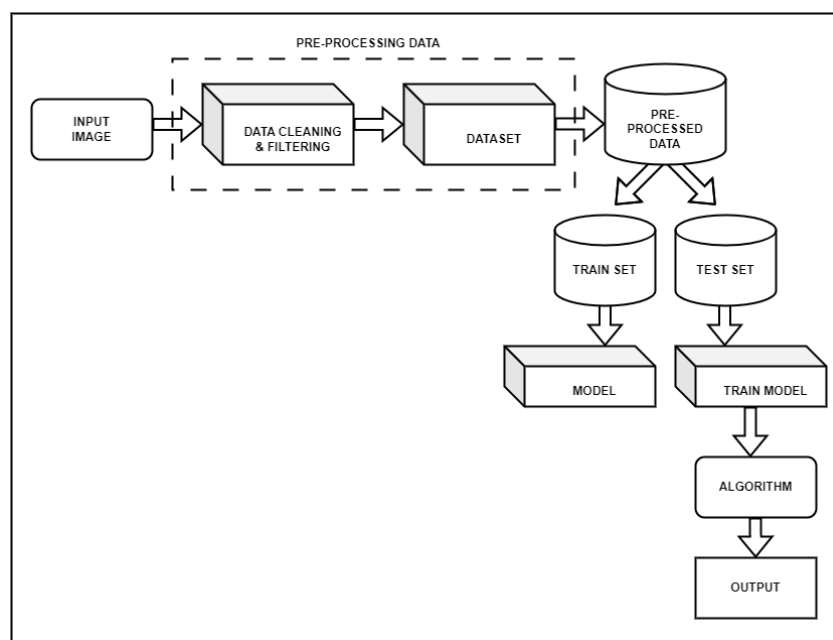 PRE-PROCESSING DATA
INPUT
IMAGE
DATA CLEANING
& FILTERING
DATASET
PRE-
PROCESSED
DATA
TRAIN SET
TEST SET
MODEL
TRAIN MODEL
ALGORITHM
OUTPUT